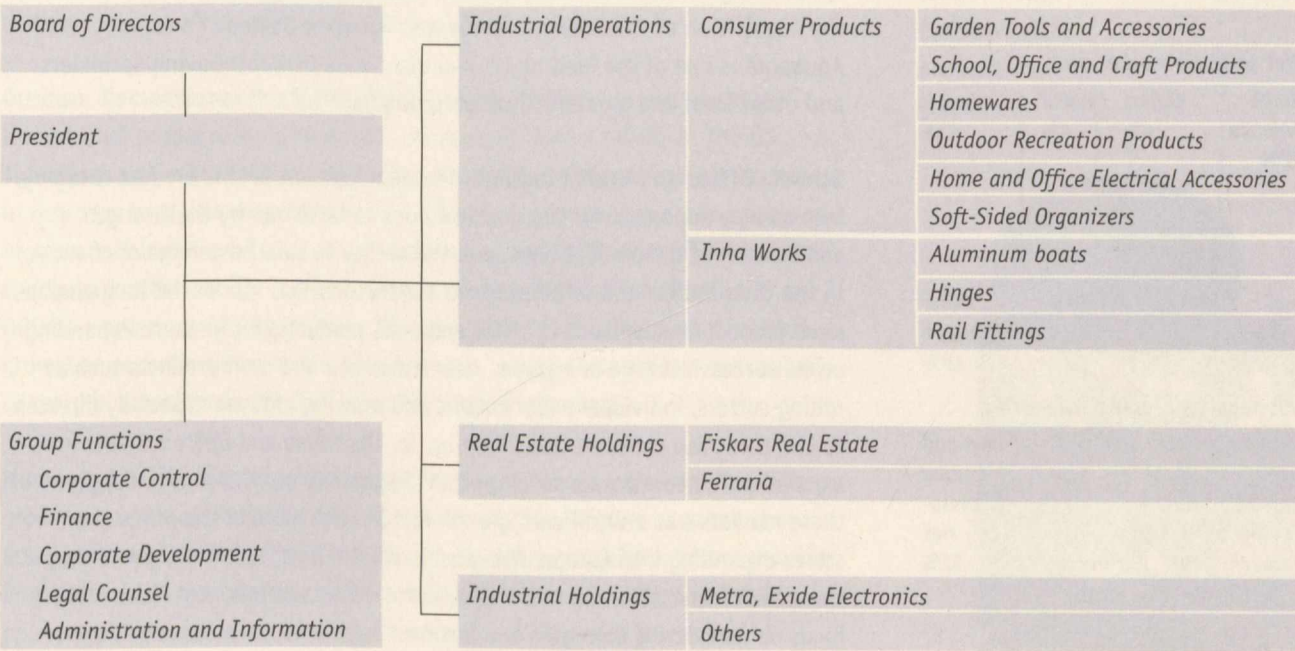 Board of Directors
President
Group Functions
Corporate Control
Finance
Corporate Development
Legal Counsel
Administration and Information
Industrial Operations
Consumer Products
Garden Tools and Accessories
School, Office and Craft Products
Homewares
Outdoor Recreation Products
Home and Office Electrical Accessories
Soft-Sided Organizers
Inha Works
Aluminum boats
Hinges
Rail Fittings
Real Estate Holdings
Fiskars Real Estate
Ferraria
Industrial Holdings
Metra, Exide Electronics
Others